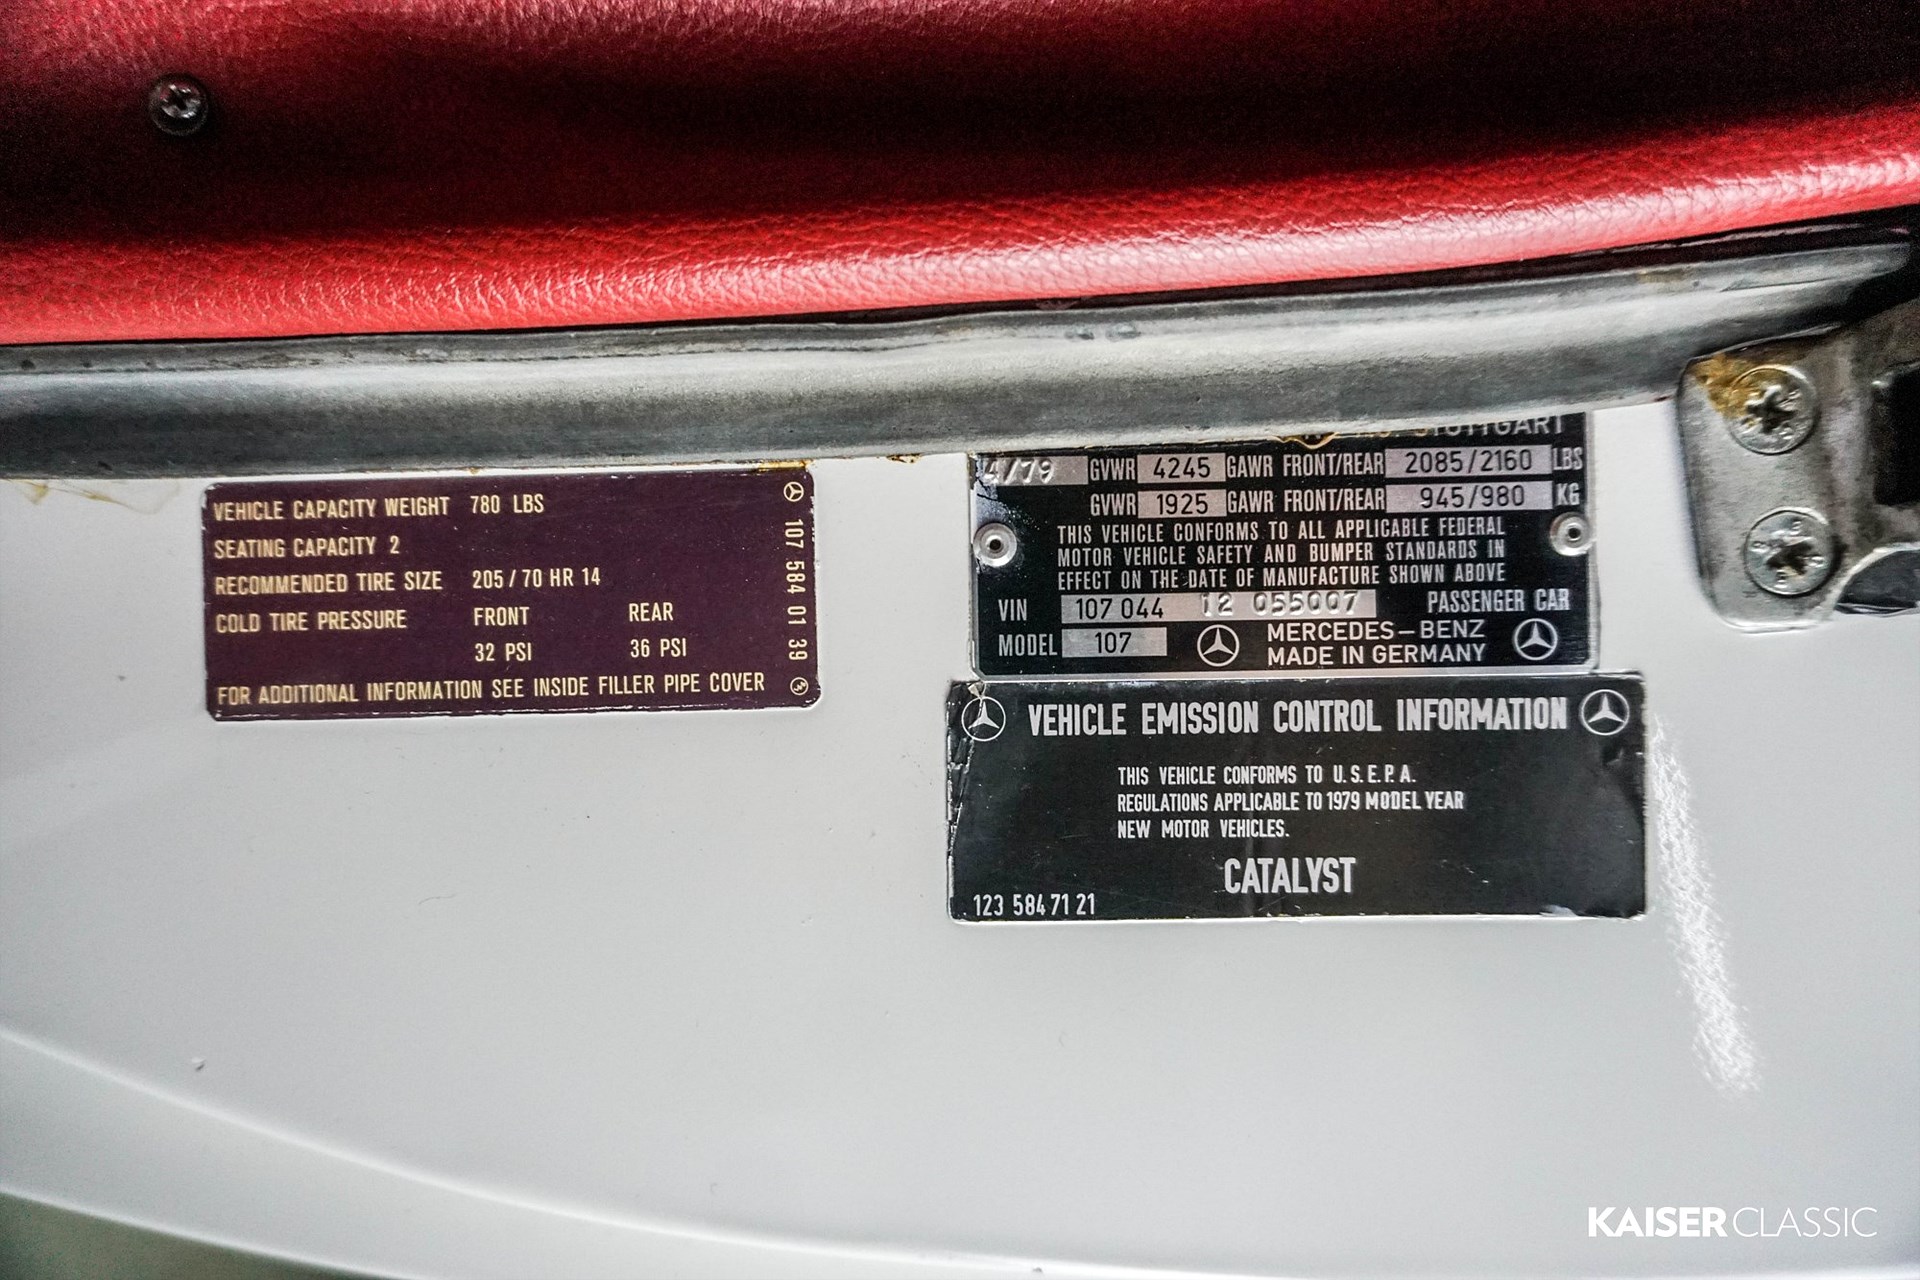 VEHICLE CAPACITY WEIGHT 780 LBS
SEATING CAPACITY 2
RECOMMENDED TIRE SIZE 205/70 HR 14
COLD TIRE PRESSURE FRONT REAR
32 PSI 36 PSI
FOR ADDITIONAL INFORMATION SEE INSIDE FILLER PIPE COVER
107 584 01 39
STUTTGART
4/79 GVWR 4245 GAWR FRONT/REAR 2085/2160 LBS
GVWR 1925 GAWR FRONT/REAR 945/980 KG
THIS VEHICLE CONFORMS TO ALL APPLICABLE FEDERAL
MOTOR VEHICLE SAFETY AND BUMPER STANDARDS IN
EFFECT ON THE DATE OF MANUFACTURE SHOWN ABOVE
VIN 107 044 12 055007 PASSENGER CAR
MODEL 107 MERCEDES-BENZ
MADE IN GERMANY
VEHICLE EMISSION CONTROL INFORMATION
THIS VEHICLE CONFORMS TO U.S.E.P.A.
REGULATIONS APPLICABLE TO 1979 MODEL YEAR
NEW MOTOR VEHICLES.
CATALYST
123 584 71 21
KAISER CLASSIC